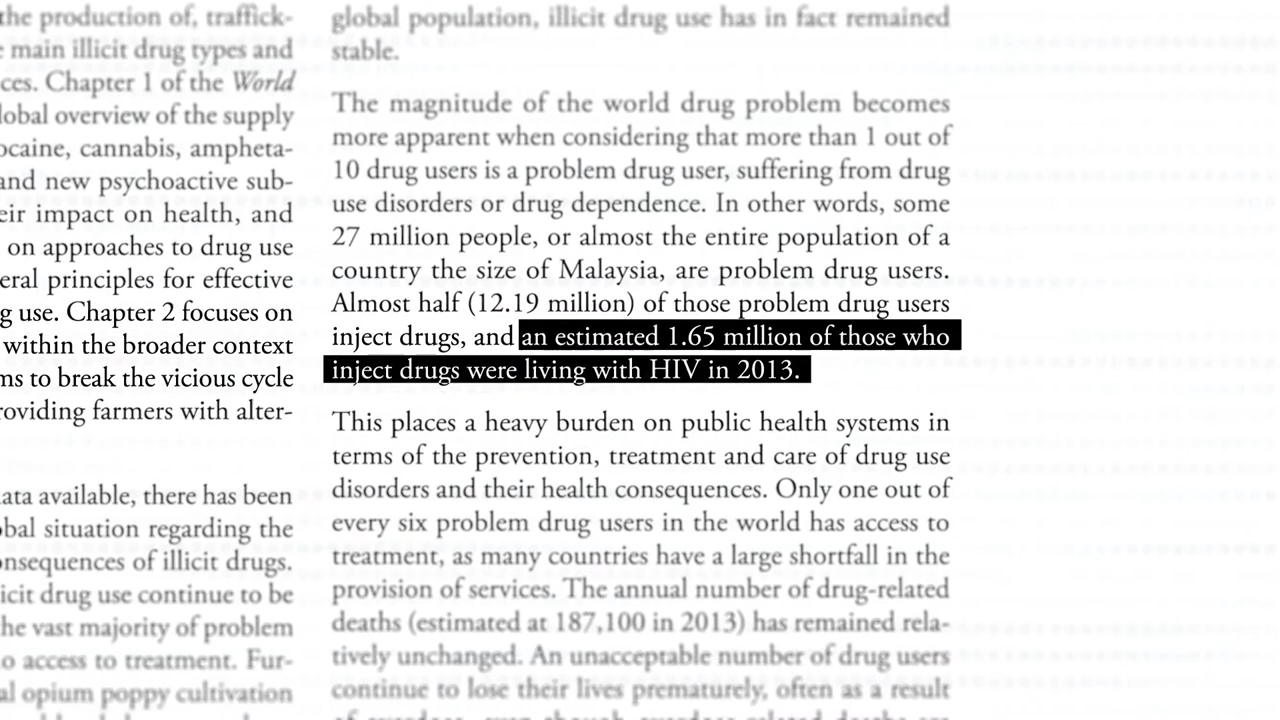 the production of, traffick-
main illicit drug types and
ces. Chapter 1 of the World
lobal overview of the supply
ocaine, cannabis, ampheta-
and new psychoactive sub-
eir impact on health, and
on approaches to drug use
eral principles for effective
g use. Chapter 2 focuses on
within the broader context
ms to break the vicious cycle
roviding farmers with alter-
ata available, there has been
obal situation regarding the
onsequences of illicit drugs.
icit drug use continue to be
he vast majority of problem
o access to treatment. Fur-
al opium poppy cultivation
global population, illicit drug use has in fact remained
stable.
The magnitude of the world drug problem becomes
more apparent when considering that more than 1 out of
10 drug users is a problem drug user, suffering from drug
use disorders or drug dependence. In other words, some
27 million people, or almost the entire population of a
country the size of Malaysia, are problem drug users.
Almost half (12.19 million) of those problem drug users
inject drugs, and an estimated 1.65 million of those who
inject drugs were living with HIV in 2013.
This places a heavy burden on public health systems in
terms of the prevention, treatment and care of drug use
disorders and their health consequences. Only one out of
every six problem drug users in the world has access to
treatment, as many countries have a large shortfall in the
provision of services. The annual number of drug-related
deaths (estimated at 187,100 in 2013) has remained rela-
tively unchanged. An unacceptable number of drug users
continue to lose their lives prematurely, often as a result